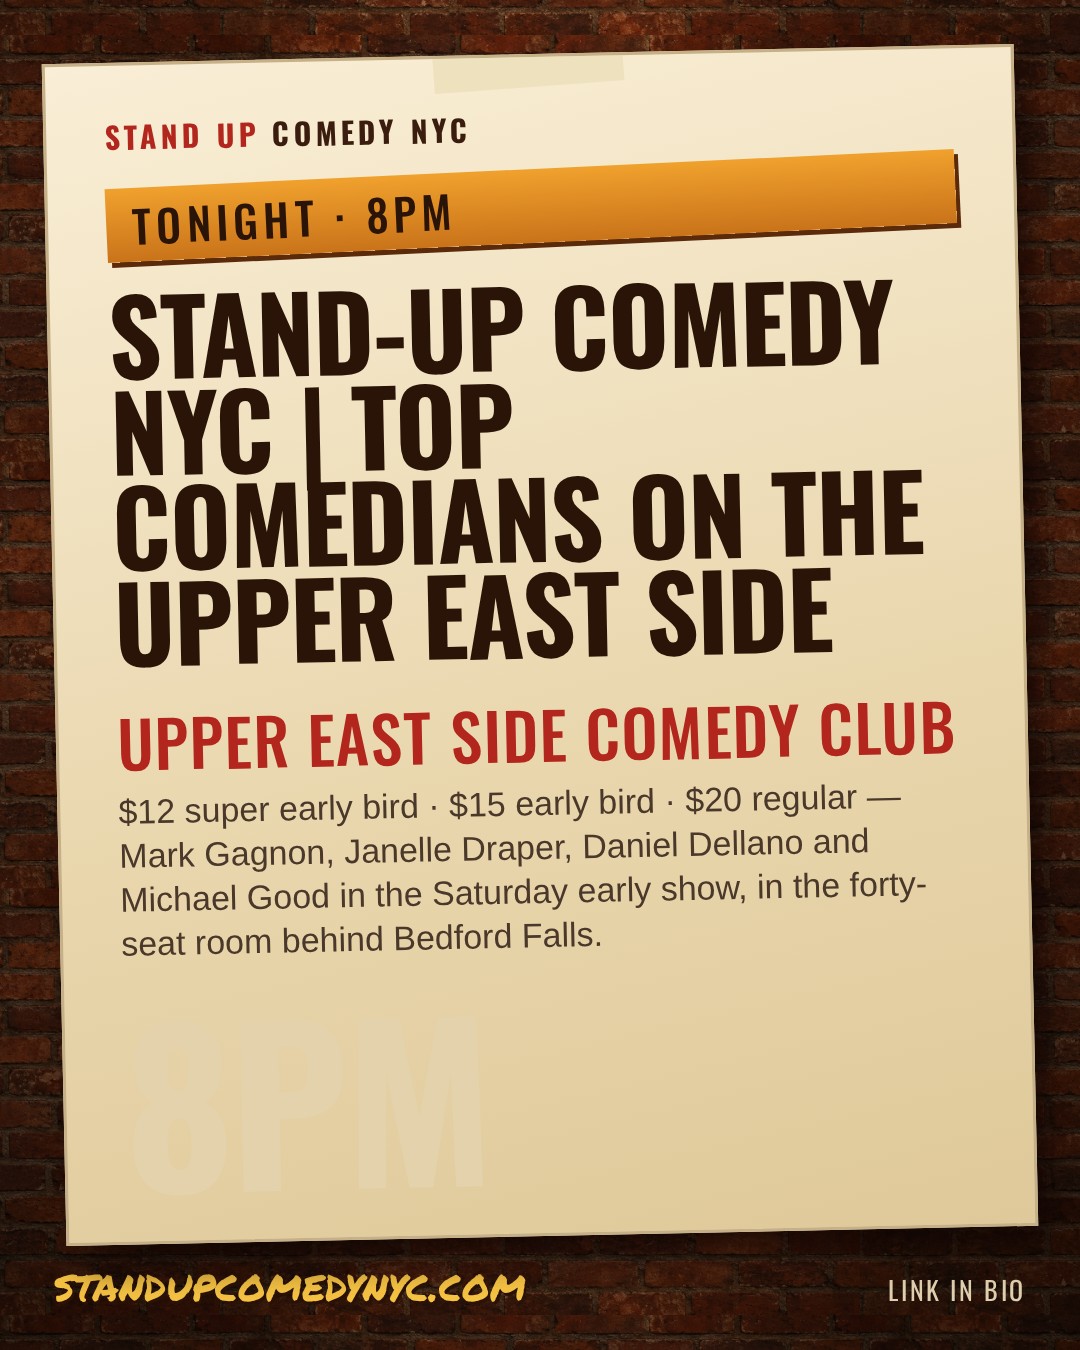 STAND UP COMEDY NYC
TONIGHT · 8PM
STAND-UP COMEDY
NYC | TOP
COMEDIANS ON THE
UPPER EAST SIDE
UPPER EAST SIDE COMEDY CLUB
$12 super early bird · $15 early bird · $20 regular —
Mark Gagnon, Janelle Draper, Daniel Dellano and
Michael Good in the Saturday early show, in the forty-
seat room behind Bedford Falls.
8PM
STANDUPCOMEDYNYC.COM
LINK IN BIO